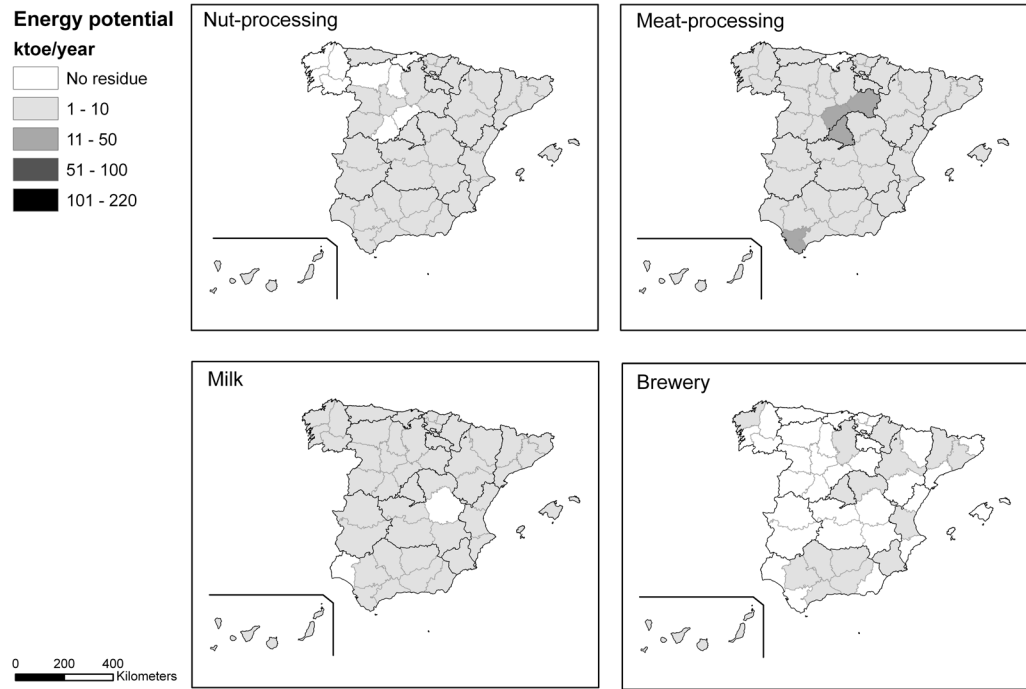 Energy potential
ktoe/year
No residue
1 - 10
11 - 50
51 - 100
101 - 220
Nut-processing
Meat-processing
Milk
Brewery
0 200 400
Kilometers